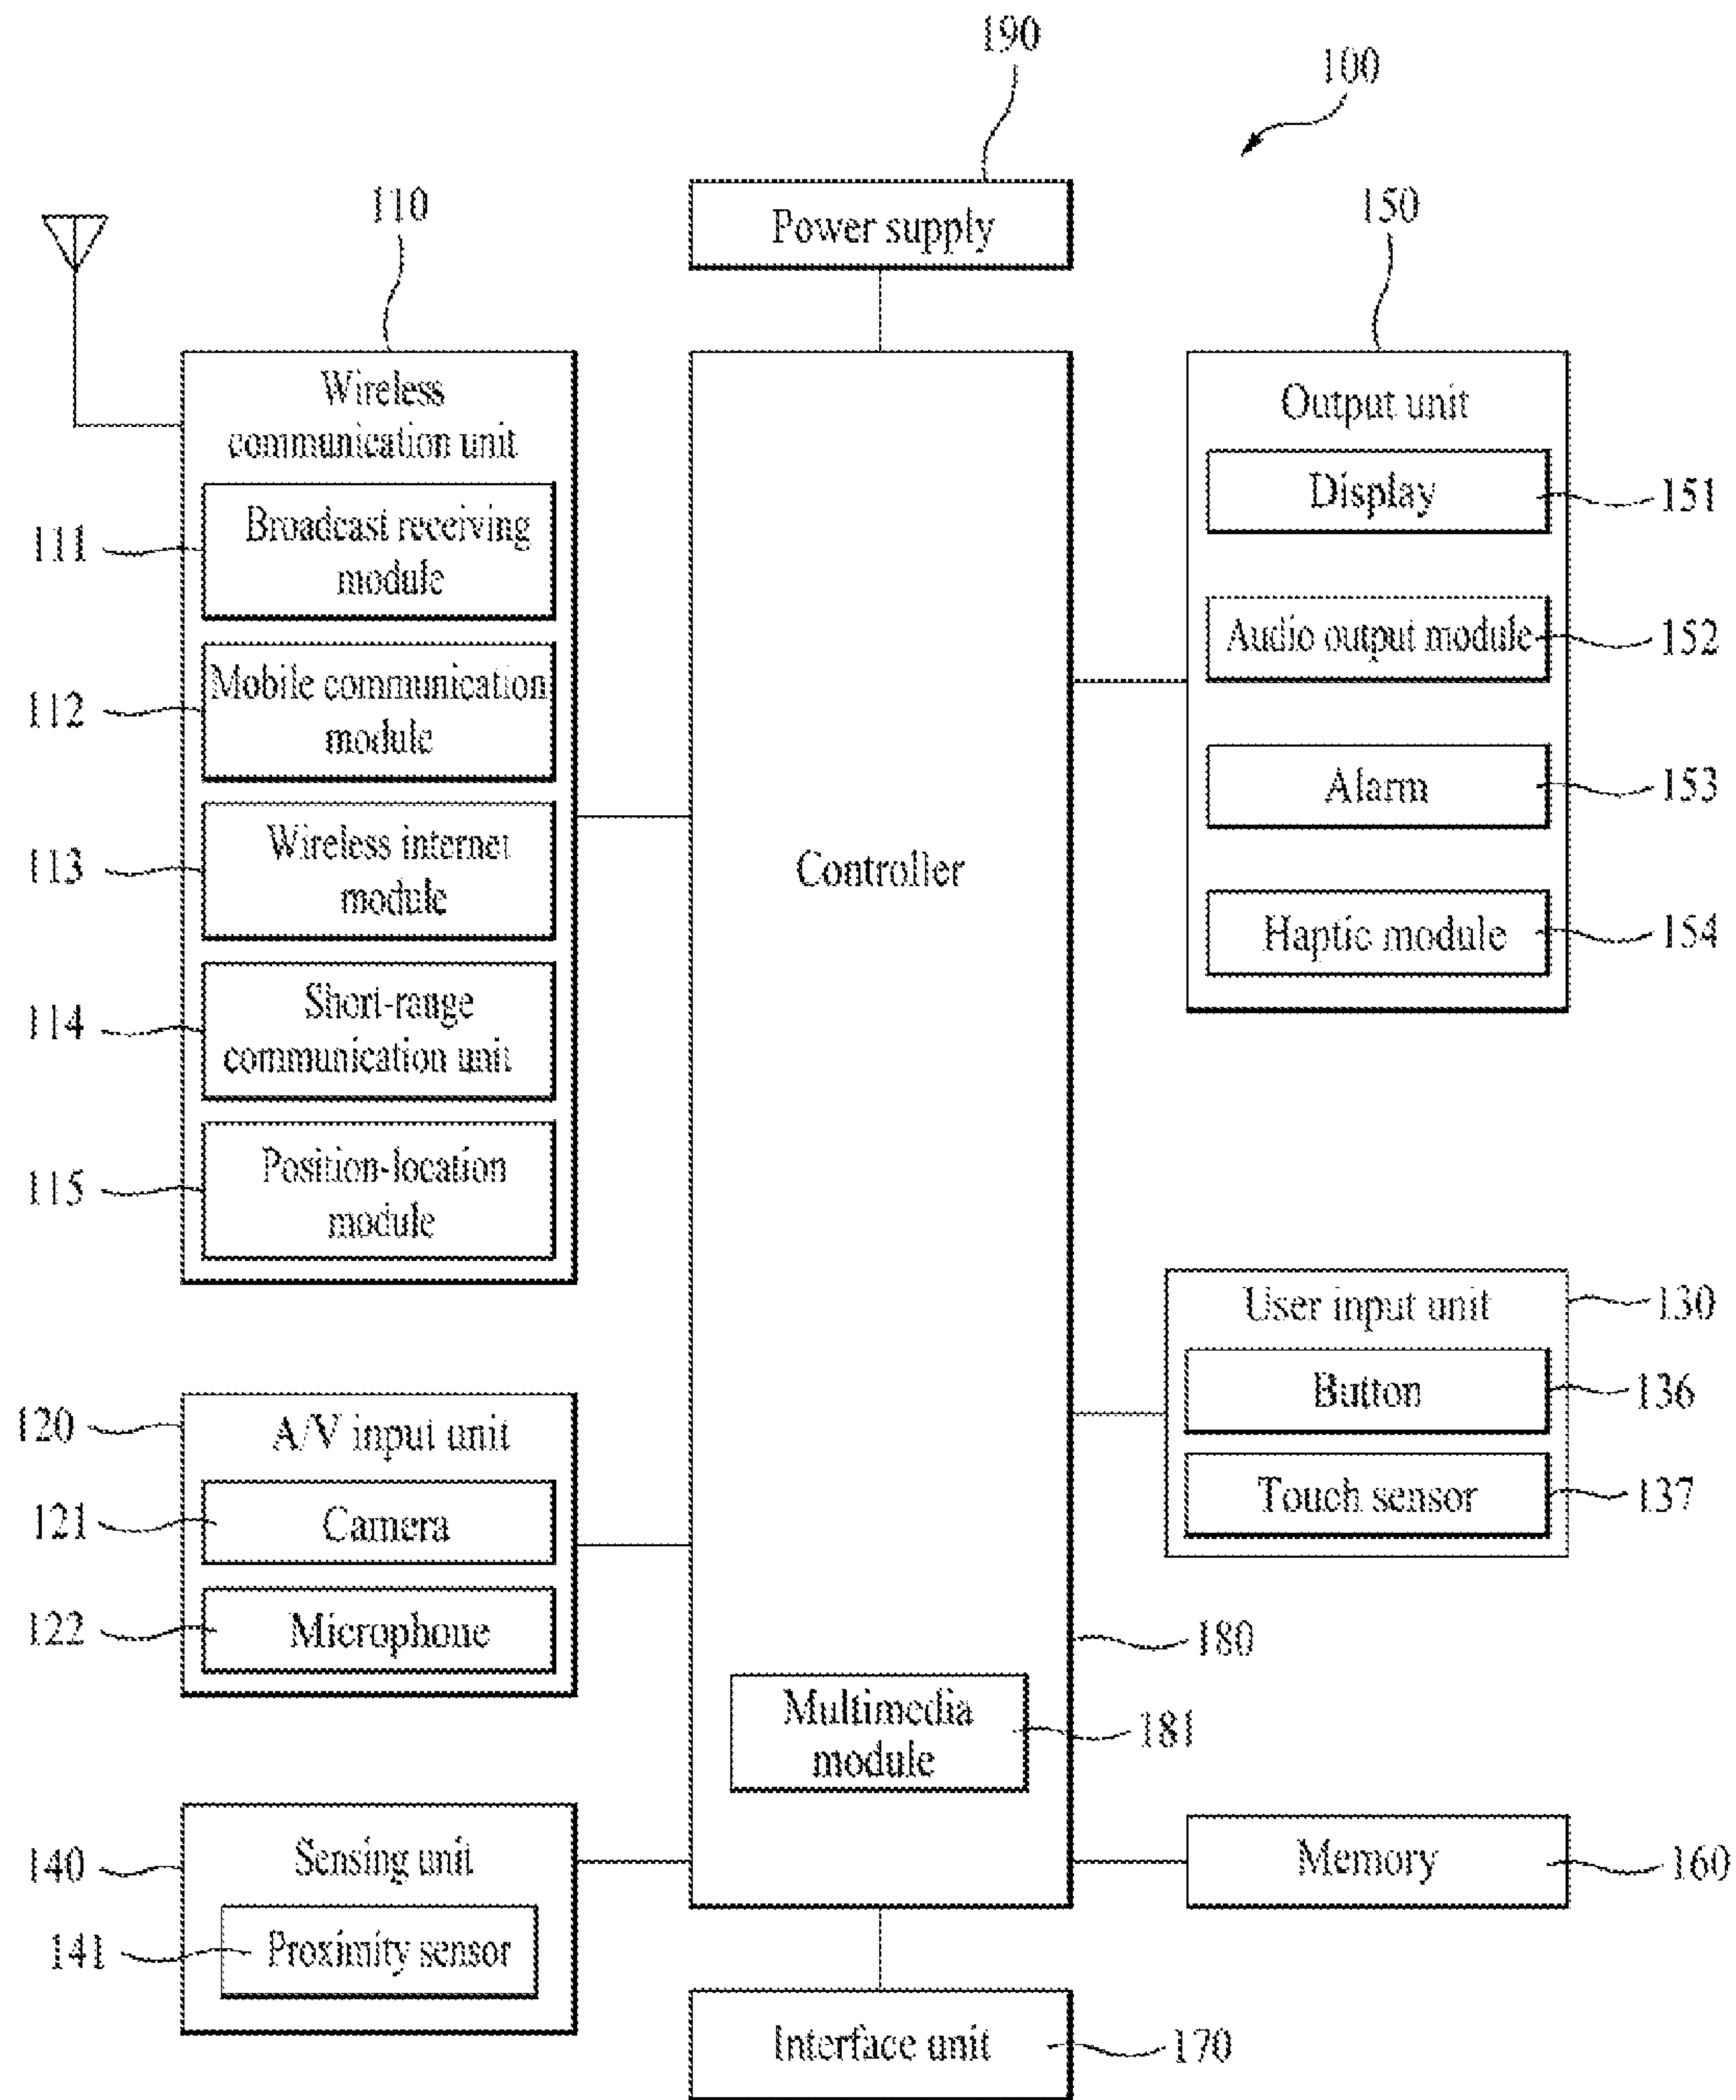 190
100
Power supply
110
Wireless
communication unit
111
Broadcast receiving
module
112
Mobile communication
module
113
Wireless internet
module
114
Short-range
communication unit
115
Position-location
module
120
A/V input unit
121
Camera
122
Microphone
140
Sensing unit
141
Proximity sensor
Controller
180
Multimedia
module
181
150
Output unit
Display
151
Audio output module
152
Alarm
153
Haptic module
154
User input unit
130
Button
136
Touch sensor
137
Memory
160
Interface unit
170